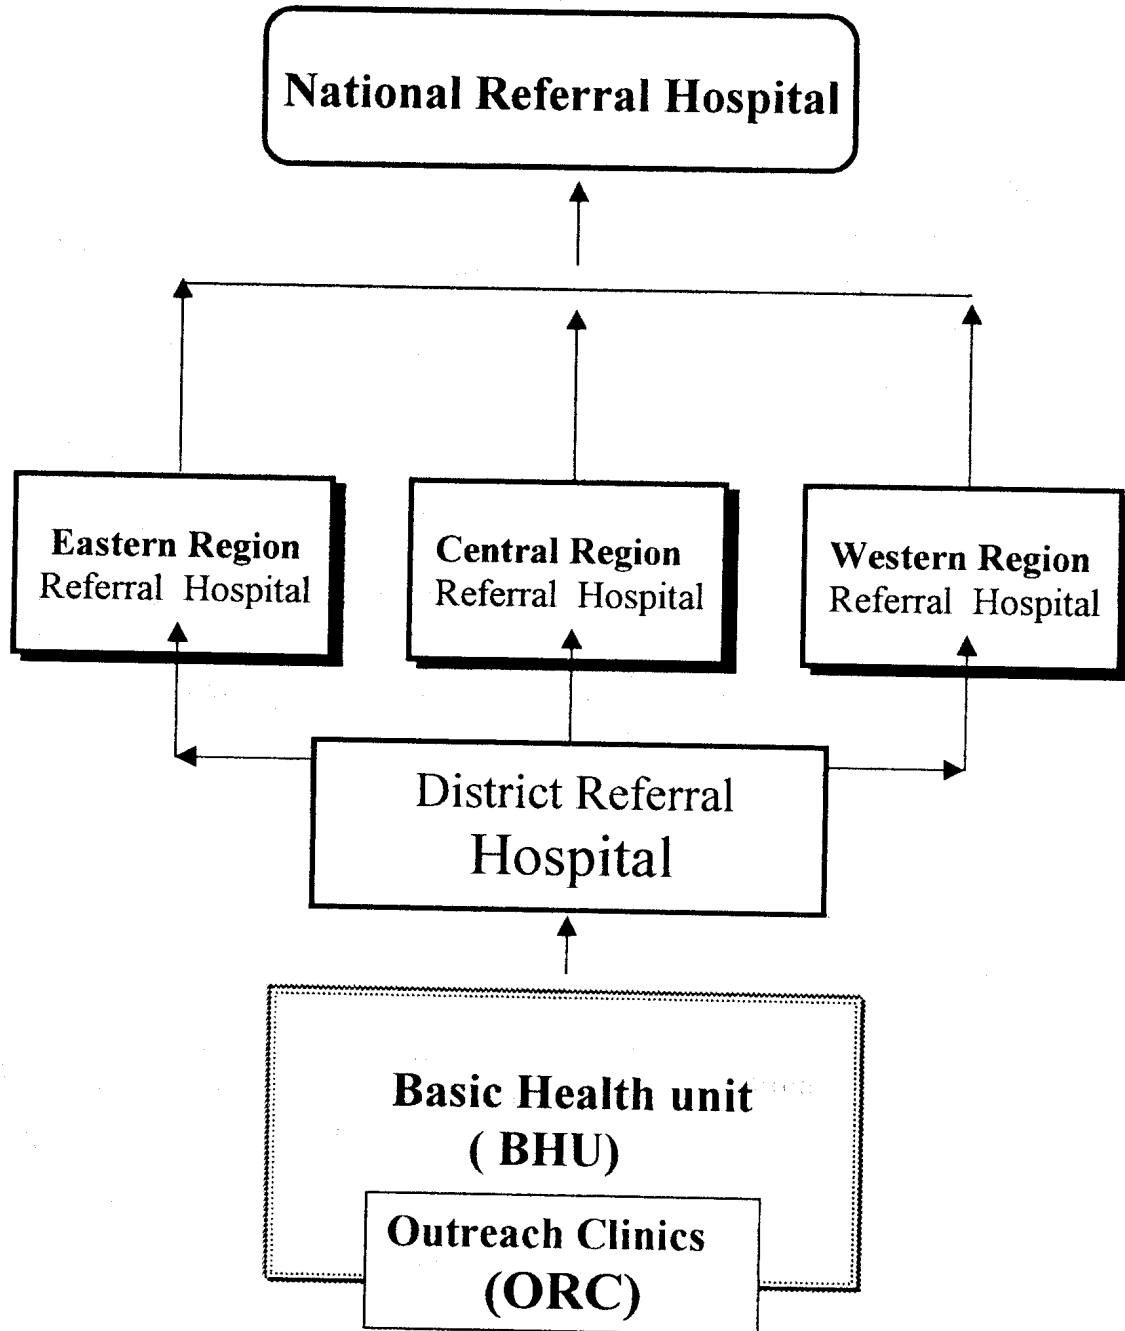 National Referral Hospital
Eastern Region
Referral Hospital
Central Region
Referral Hospital
Western Region
Referral Hospital
District Referral
Hospital
Basic Health unit
( BHU)
Outreach Clinics
(ORC)